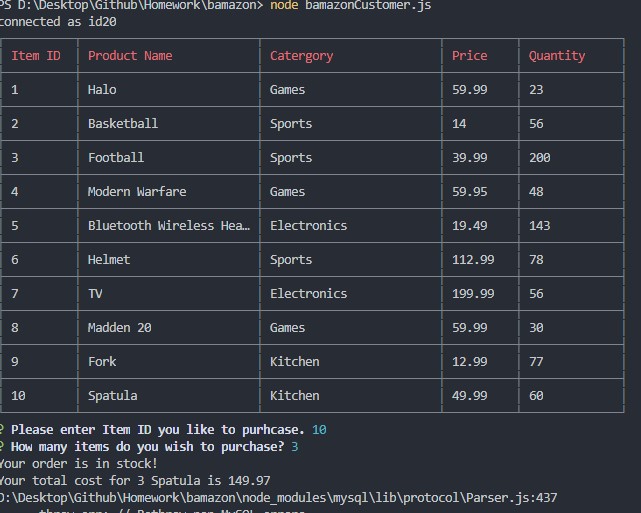 PS D:\Desktop\Github\Homework\bamazon> node bamazonCustomer.js
connected as id20
Item ID Product Name Catergory Price Quantity
1 Halo Games 59.99 23
2 Basketball Sports 14 56
3 Football Sports 39.99 200
4 Modern Warfare Games 59.95 48
5 Bluetooth Wireless Hea… Electronics 19.49 143
6 Helmet Sports 112.99 78
7 TV Electronics 199.99 56
8 Madden 20 Games 59.99 30
9 Fork Kitchen 12.99 77
10 Spatula Kitchen 49.99 60
? Please enter Item ID you like to purhcase. 10
? How many items do you wish to purchase? 3
Your order is in stock!
Your total cost for 3 Spatula is 149.97
D:\Desktop\Github\Homework\bamazon\node_modules\mysql\lib\protocol\Parser.js:437
throw err; // Rethrow non-MySQL errors